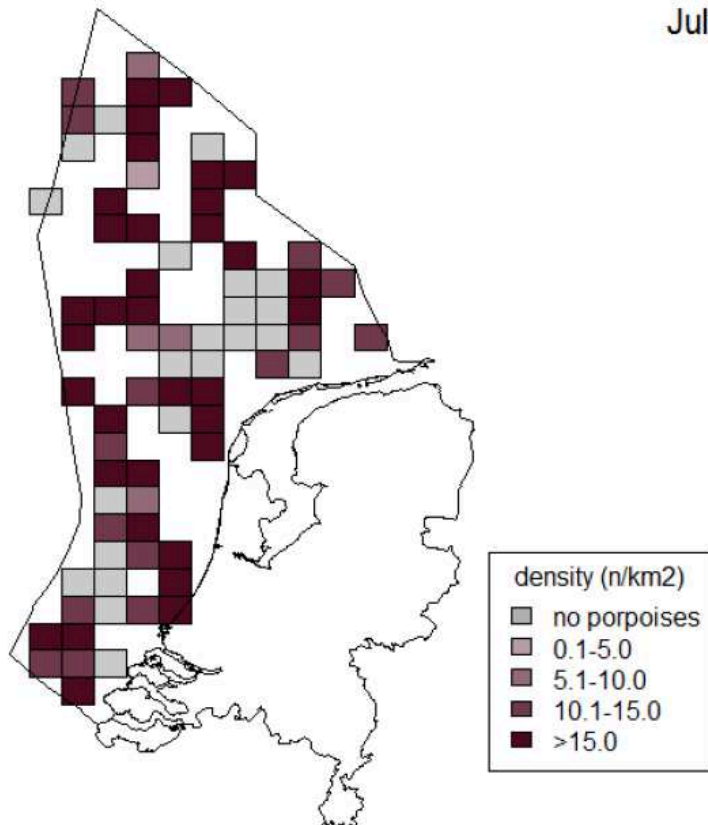 Jul
density (n/km2)
no porpoises
0.1-5.0
5.1-10.0
10.1-15.0
>15.0